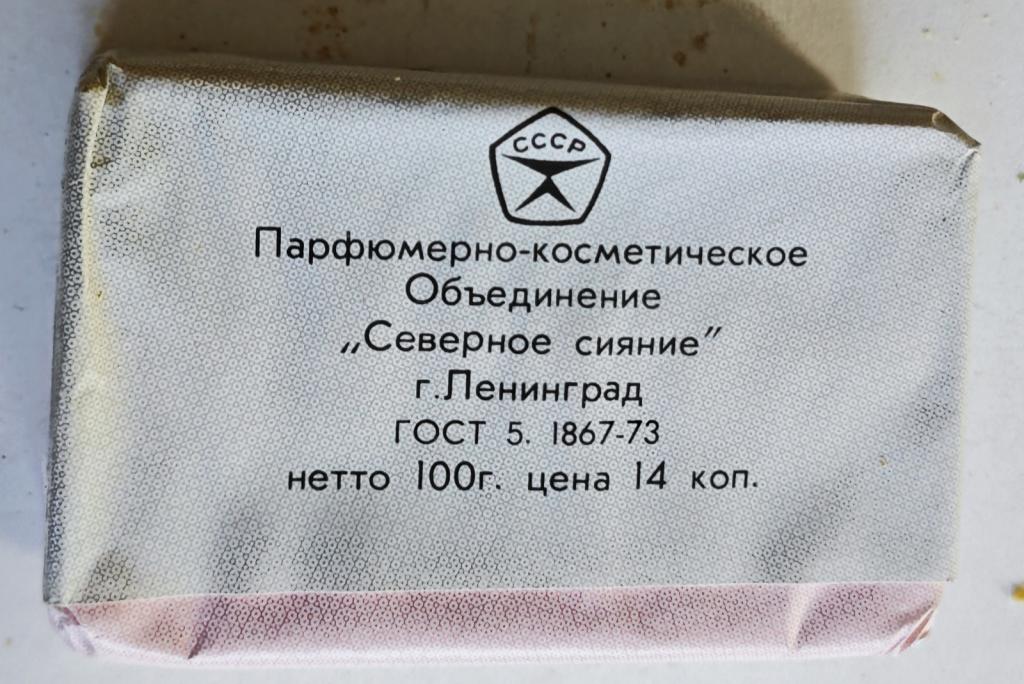 СССР
Парфюмерно-косметическое
Объединение
„Северное сияние"
г.Ленинград
ГОСТ 5. 1867-73
нетто 100г. цена 14 коп.